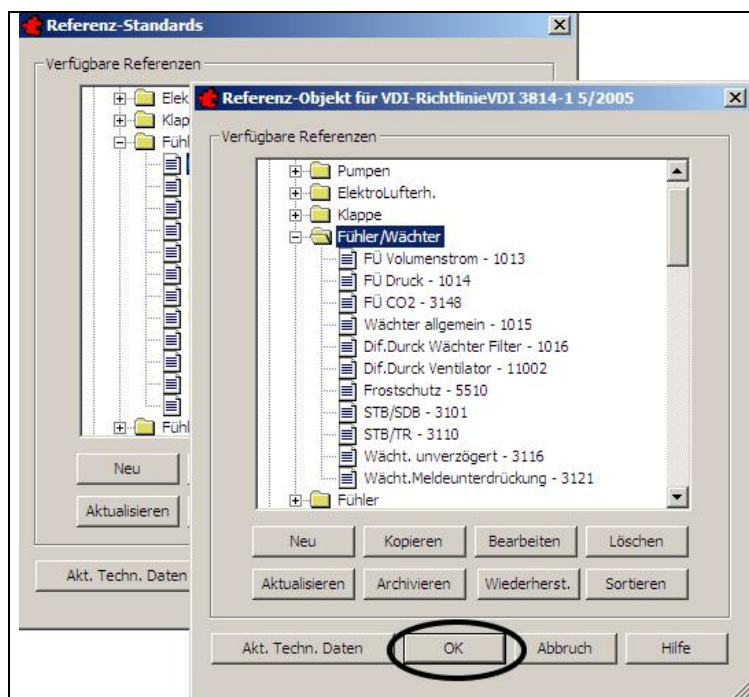 Referenz-Standards
Verfügbare Referenzen
Elek
Klap
Fühl
Fühl
Neu
Aktualisieren
Akt. Techn. Daten
Referenz-Objekt für VDI-RichtlinieVDI 3814-1 5/2005
Verfügbare Referenzen
Pumpen
ElektroLufterh.
Klappe
Fühler/Wächter
FÜ Volumenstrom - 1013
FÜ Druck - 1014
FÜ CO2 - 3148
Wächter allgemein - 1015
Dif.Durck Wächter Filter - 1016
Dif.Durck Ventilator - 11002
Frostschutz - 5510
STB/SDB - 3101
STB/TR - 3110
Wächt. unverzögert - 3116
Wächt.Meldeunterdrückung - 3121
Fühler
Neu Kopieren Bearbeiten Löschen
Aktualisieren Archivieren Wiederherst. Sortieren
Akt. Techn. Daten OK Abbruch Hilfe